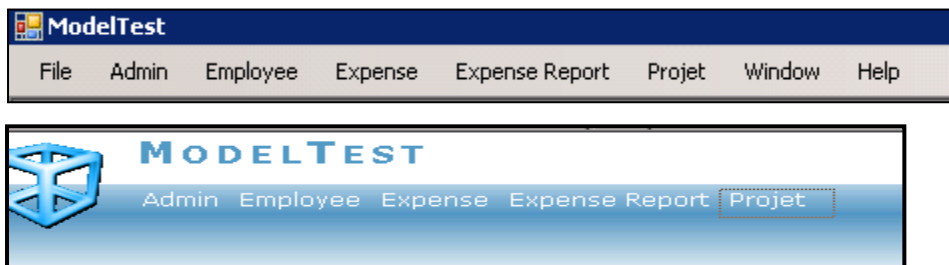 ModelTest
File Admin Employee Expense Expense Report Projet Window Help
MODELTEST
Admin Employee Expense Expense Report Projet